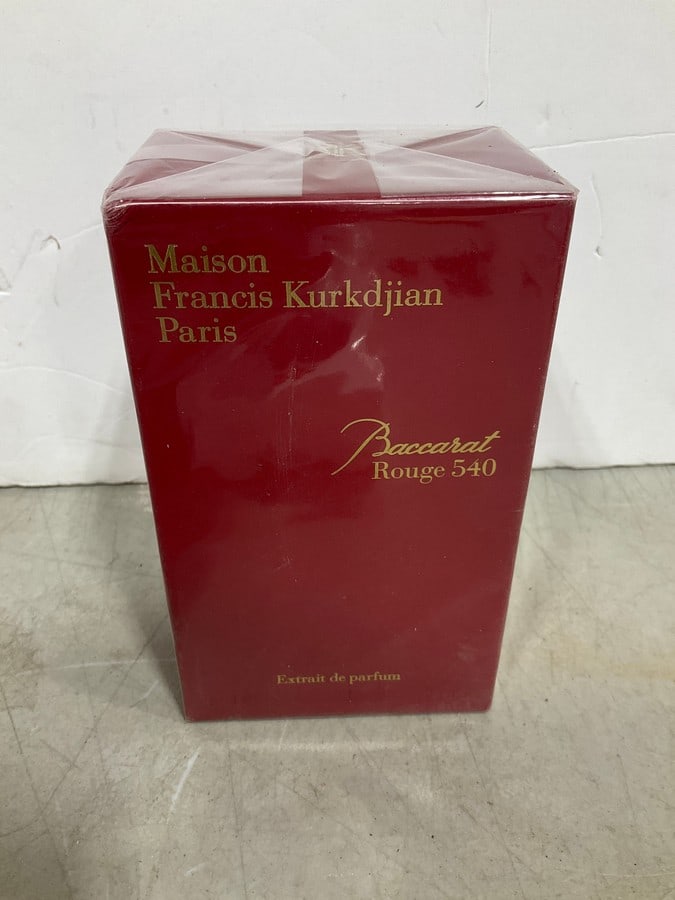 Maison
Francis Kurkdjian
Paris
Baccarat
Rouge 540
Extrait de parfum